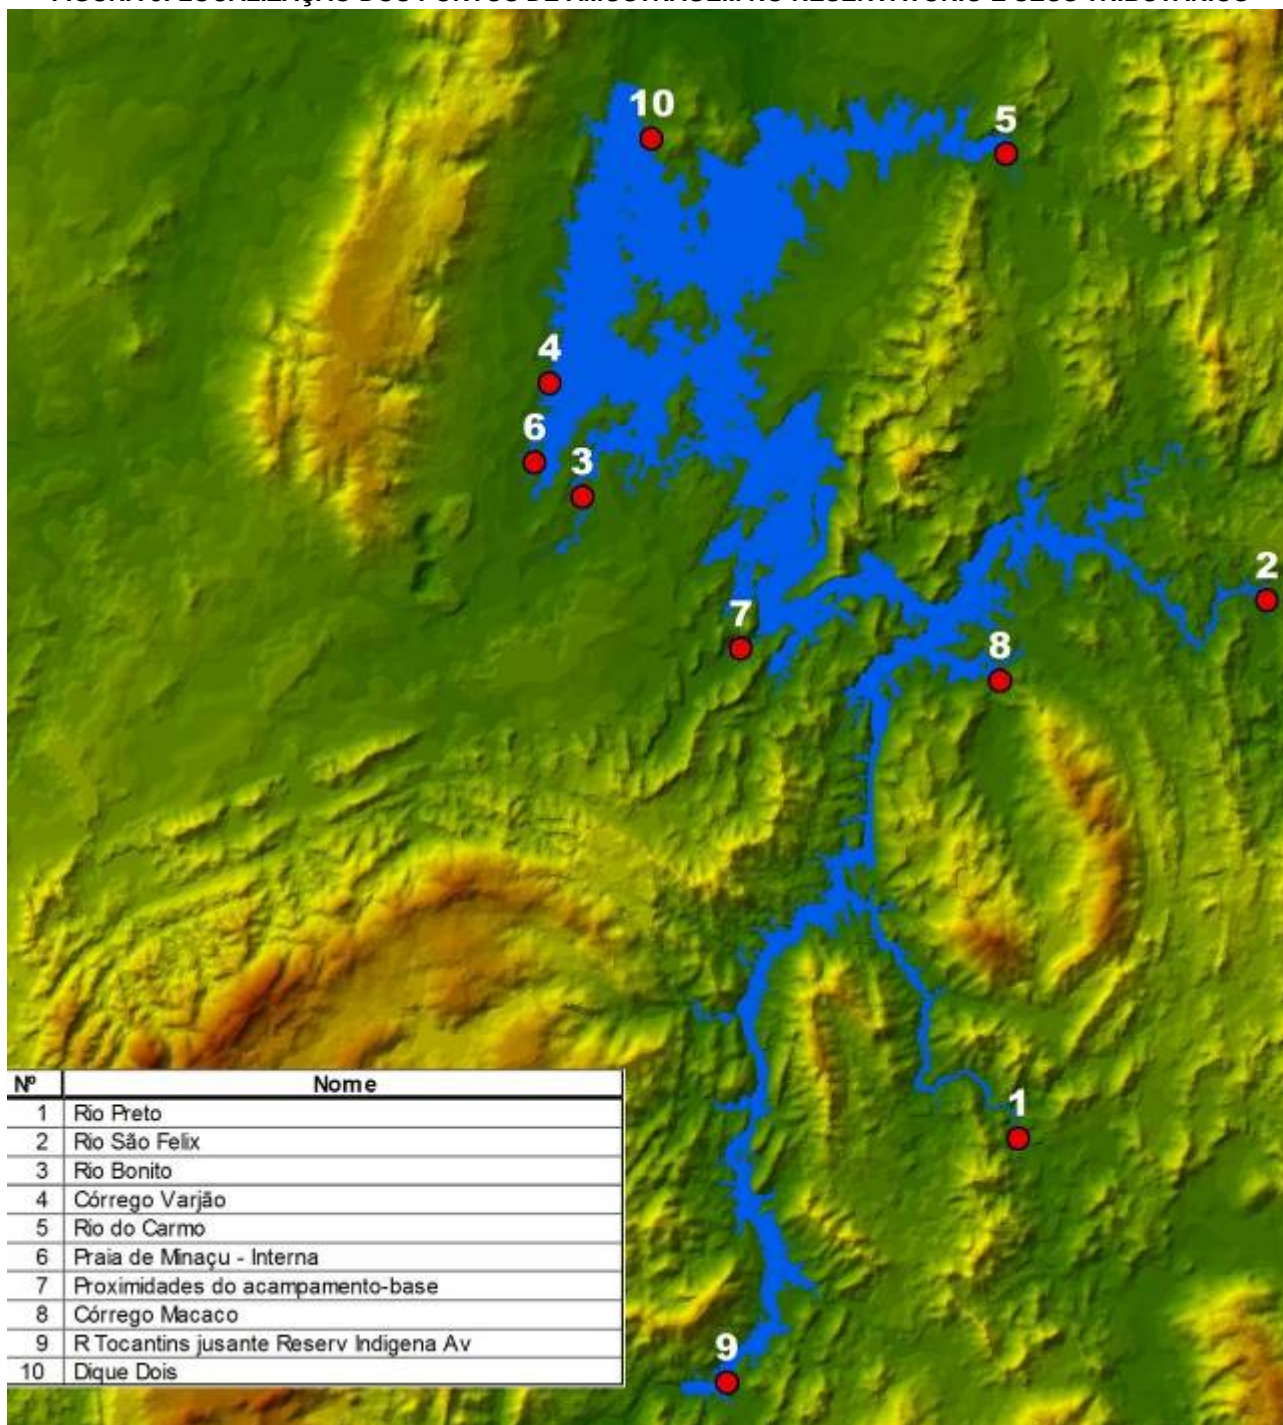 10
5
4
6
3
2
7
8
1
9
Nº Nome
1 Rio Preto
2 Rio São Felix
3 Rio Bonito
4 Córrego Varjão
5 Rio do Carmo
6 Praia de Minaçu - Interna
7 Proximidades do acampamento-base
8 Córrego Macaco
9 R Tocantins jusante Reserv Indigena Av
10 Dique Dois